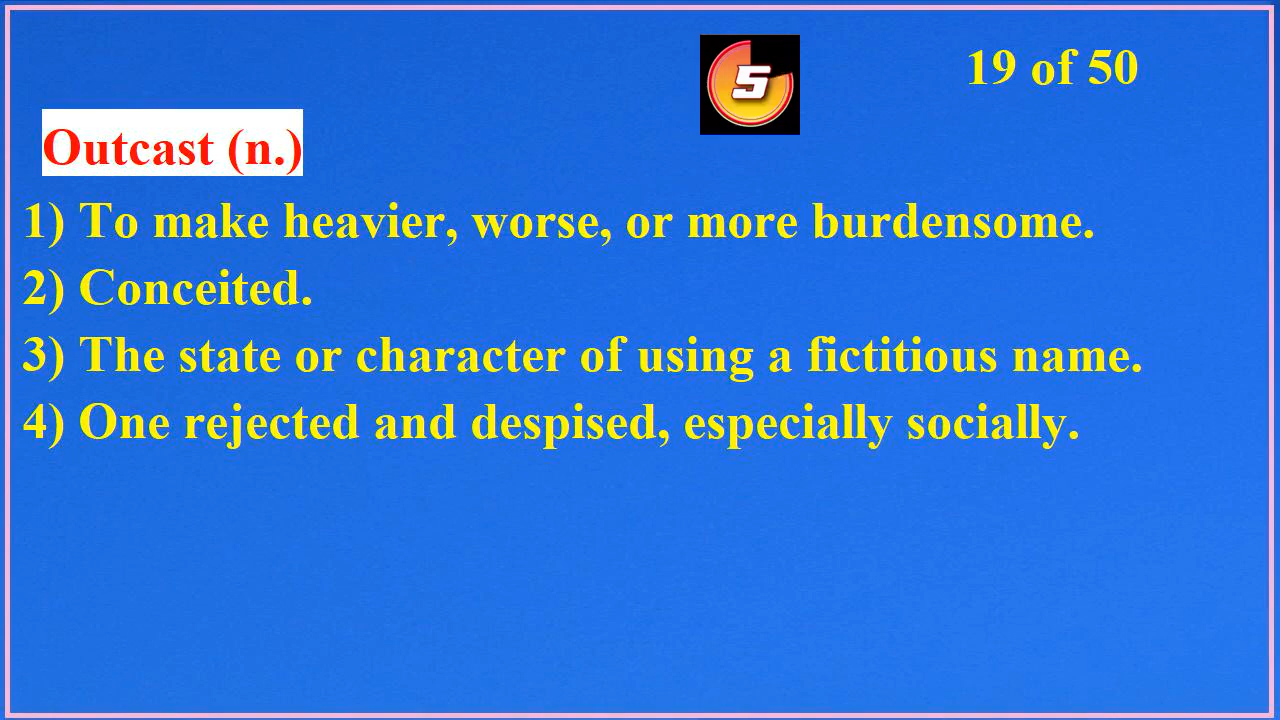 5
19 of 50
Outcast (n.)
1) To make heavier, worse, or more burdensome.
2) Conceited.
3) The state or character of using a fictitious name.
4) One rejected and despised, especially socially.